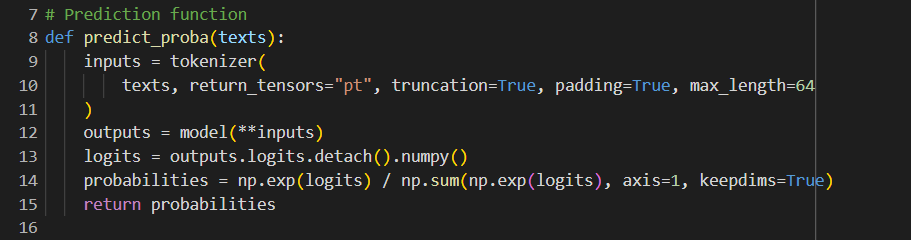 7 # Prediction function
8 def predict_proba(texts):
9     inputs = tokenizer(
10         texts, return_tensors="pt", truncation=True, padding=True, max_length=64
11     )
12     outputs = model(**inputs)
13     logits = outputs.logits.detach().numpy()
14     probabilities = np.exp(logits) / np.sum(np.exp(logits), axis=1, keepdims=True)
15     return probabilities
16